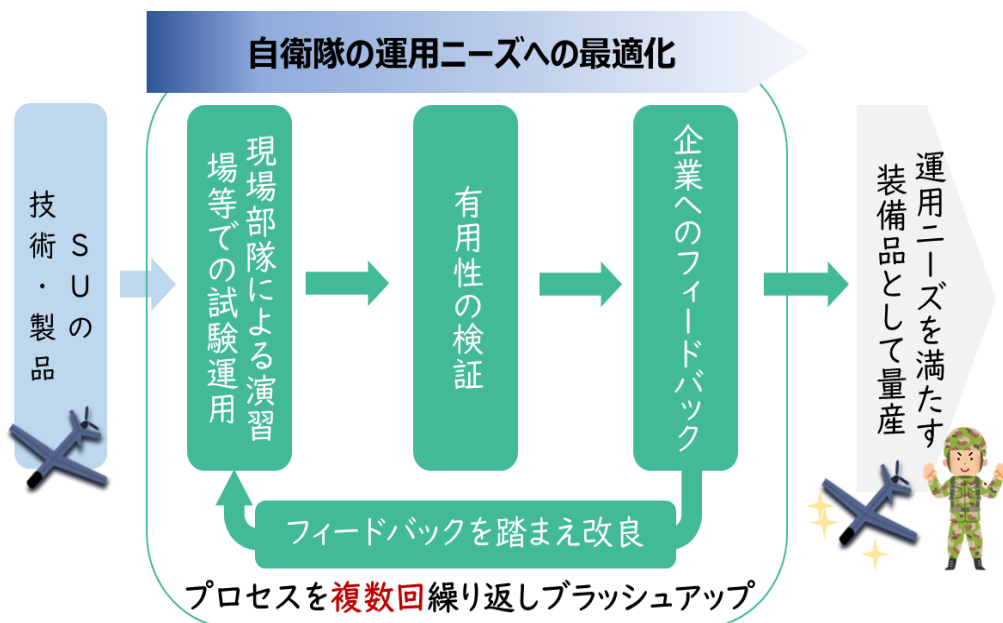 自衛隊の運用ニーズへの最適化
SUの
技術・製品
現場部隊による演習
場等での試験運用
有用性の検証
企業へのフィードバック
運用ニーズを満たす
装備品として量産
フィードバックを踏まえ改良
プロセスを複数回繰り返しブラッシュアップ